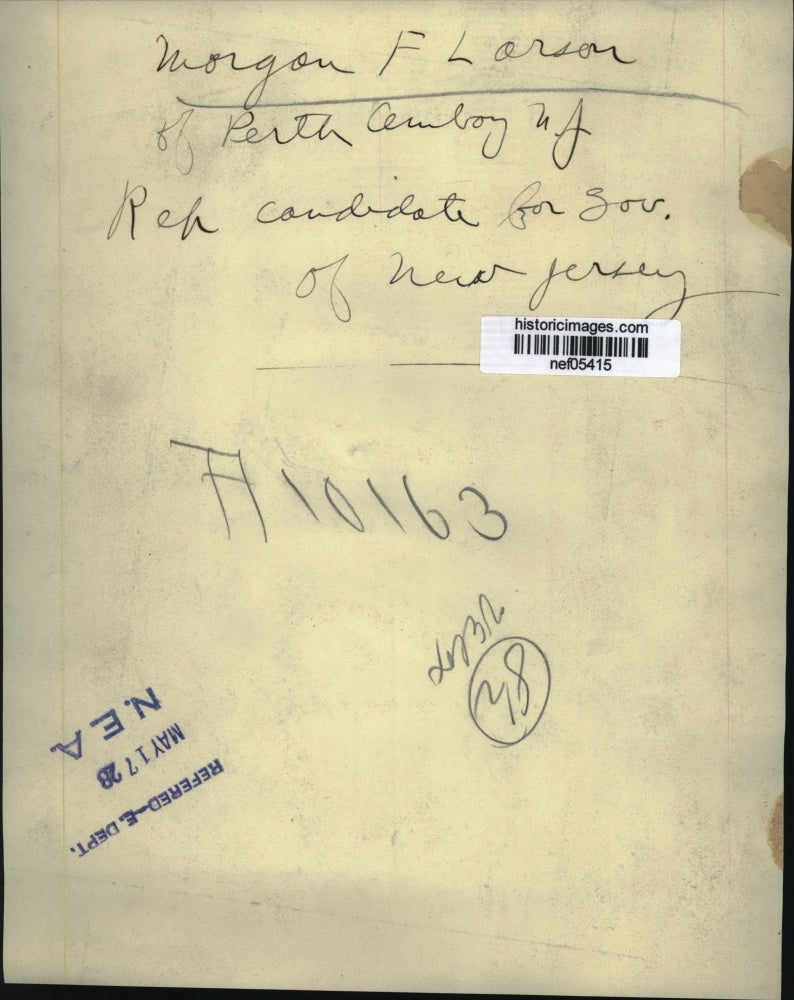 Morgan F Larson
of Perth Amboy N J
Rep candidate for Gov.
of New Jersey
historicimages.com
nef05415
A10163
38
N.E.A.
MAY 17 28
REFERED-E. DEPT.